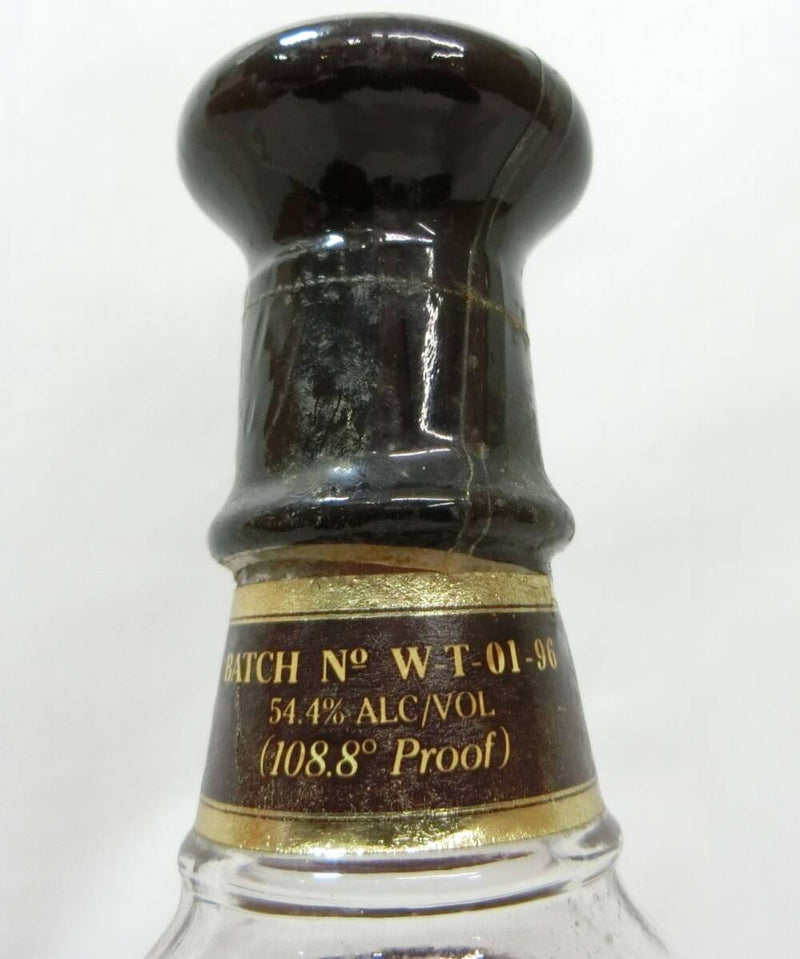 BATCH Nº W-T-01-96
54.4% ALC/VOL
(108.8° Proof)